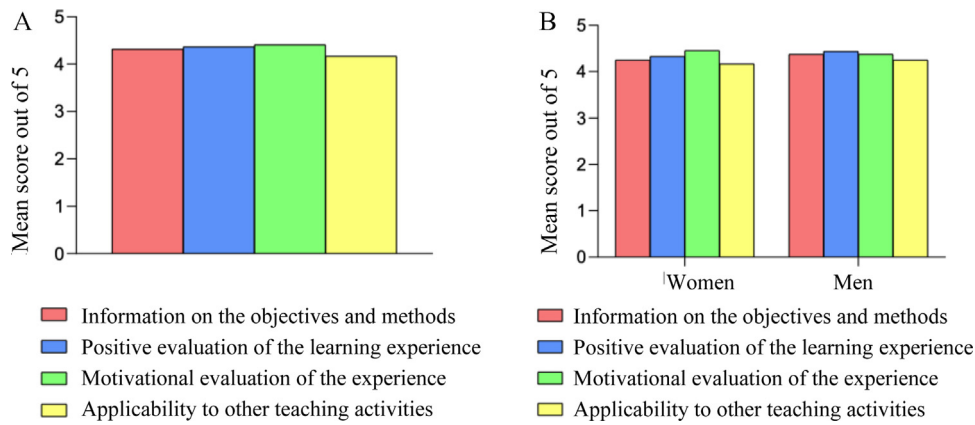 A
Mean score out of 5
5
4
3
2
1
0
Information on the objectives and methods
Positive evaluation of the learning experience
Motivational evaluation of the experience
Applicability to other teaching activities
B
Mean score out of 5
5
4
3
2
1
0
Women
Men
Information on the objectives and methods
Positive evaluation of the learning experience
Motivational evaluation of the experience
Applicability to other teaching activities